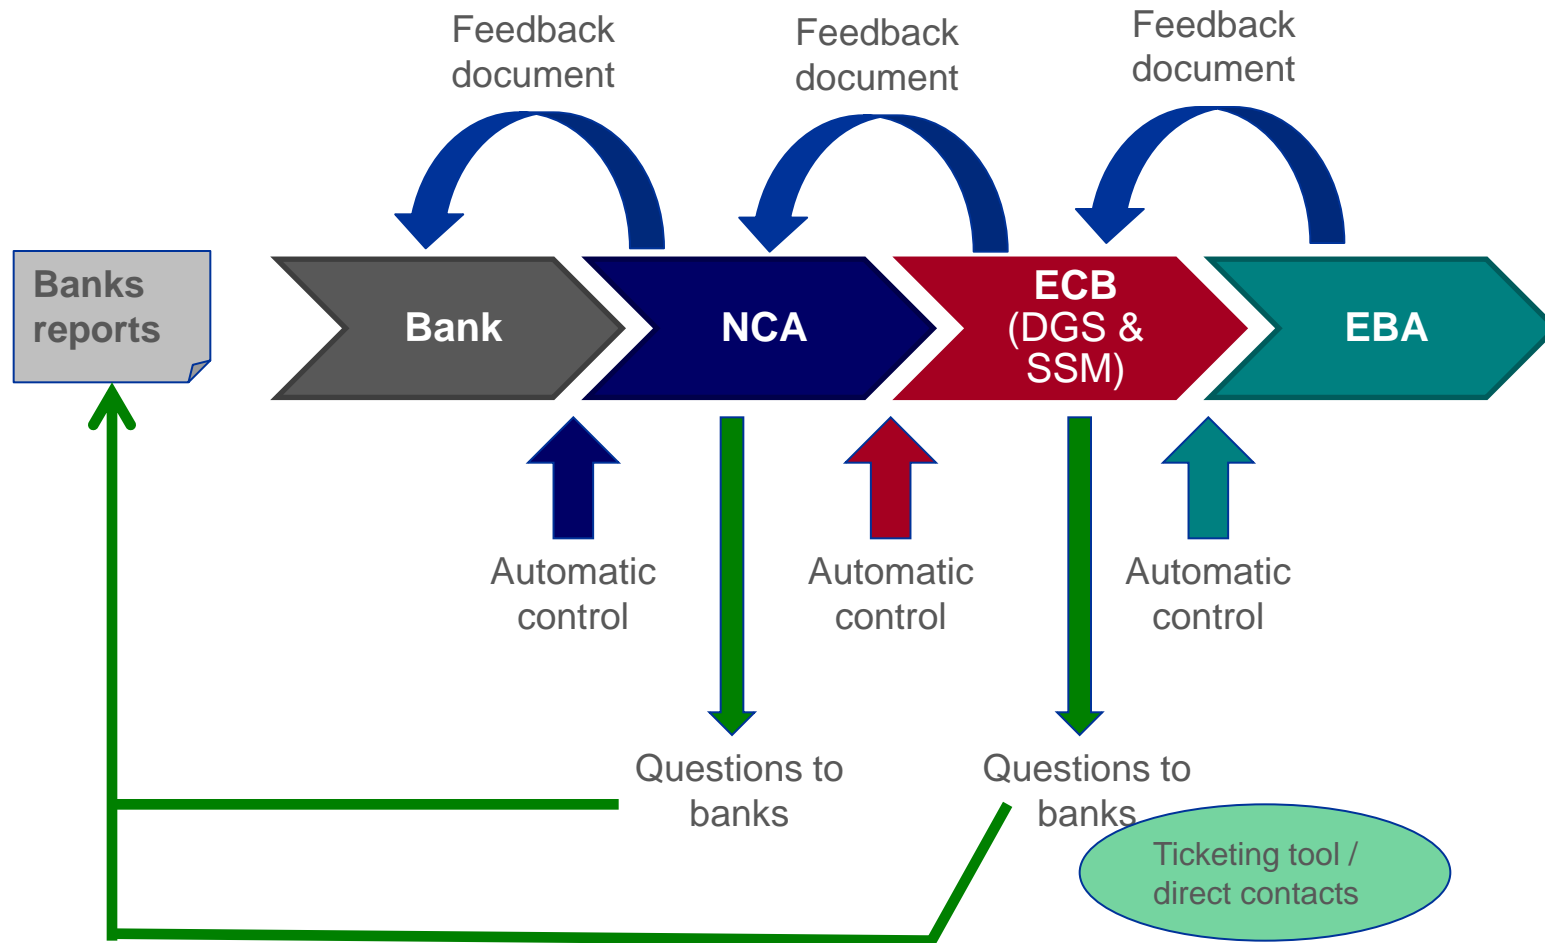 Feedback
document
Feedback
document
Feedback
document
Banks
reports
Bank
NCA
ECB
(DGS &
SSM)
EBA
Automatic
control
Automatic
control
Automatic
control
Questions to
banks
Questions to
banks
Ticketing tool /
direct contacts